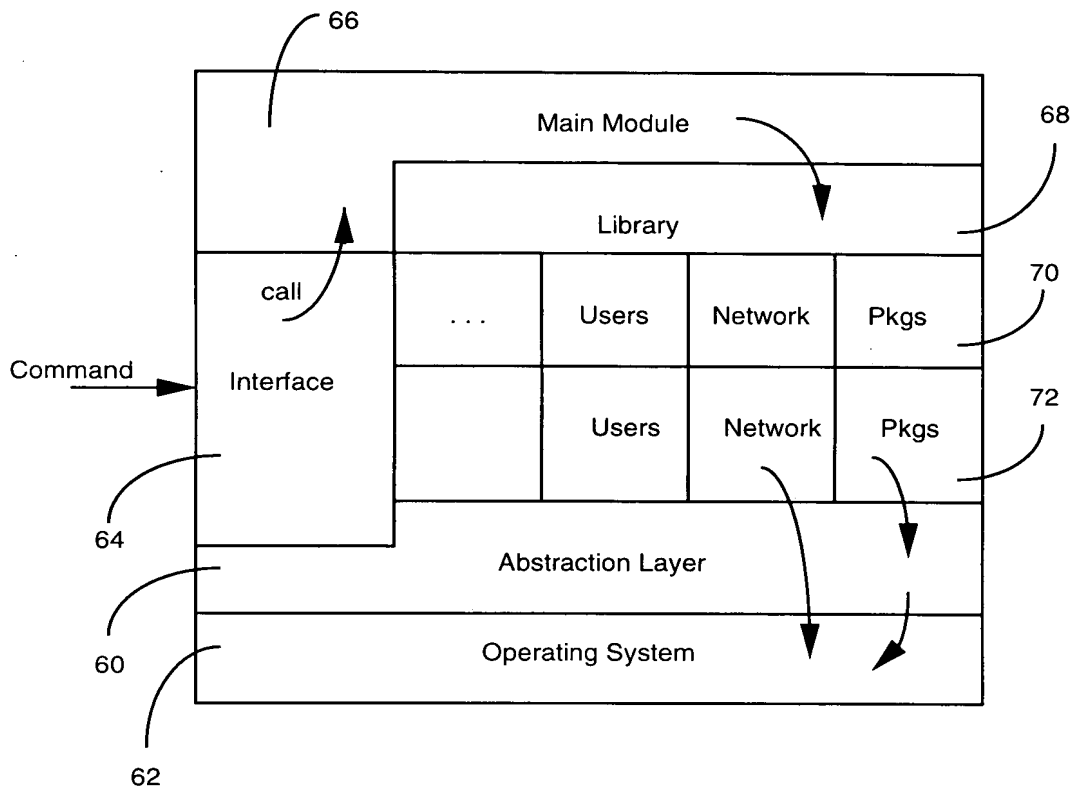 66
Main Module
68
Library
call
70
. . .
Users
Network
Pkgs
Command
Interface
72
Users
Network
Pkgs
64
Abstraction Layer
60
Operating System
62